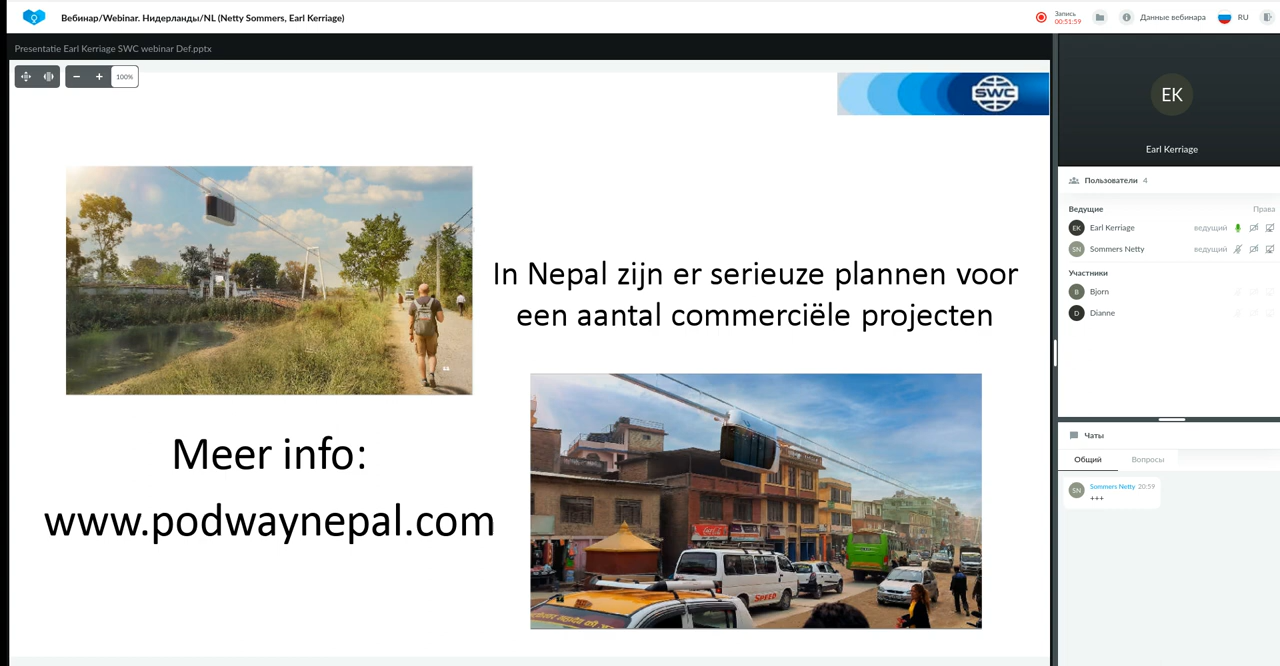 Вебинар/Webinar. Нидерланды/NL (Netty Sommers, Earl Kerriage)
Запись
00:51:59
Данные вебинара
RU
Presentatie Earl Kerriage SWC webinar Def.pptx
100%
SWC
EK
Earl Kerriage
In Nepal zijn er serieuze plannen voor
een aantal commerciële projecten
Meer info:
www.podwaynepal.com
SPEED
Пользователи 4
Ведущие
Права
EK Earl Kerriage ведущий
SN Sommers Netty ведущий
Участники
B Bjorn
D Dianne
Чаты
Общий
Вопросы
SN Sommers Netty 20:59
+++